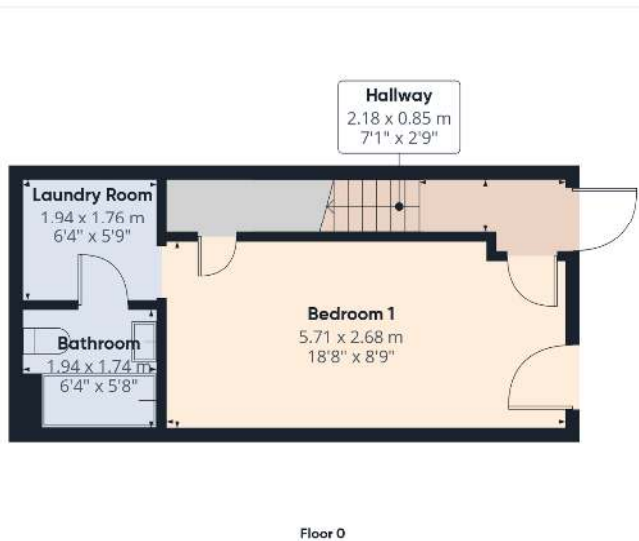 Hallway
2.18 x 0.85 m
7'1" x 2'9"
Laundry Room
1.94 x 1.76 m
6'4" x 5'9"
Bedroom 1
5.71 x 2.68 m
18'8" x 8'9"
Bathroom
1.94 x 1.74 m
6'4" x 5'8"
Floor 0